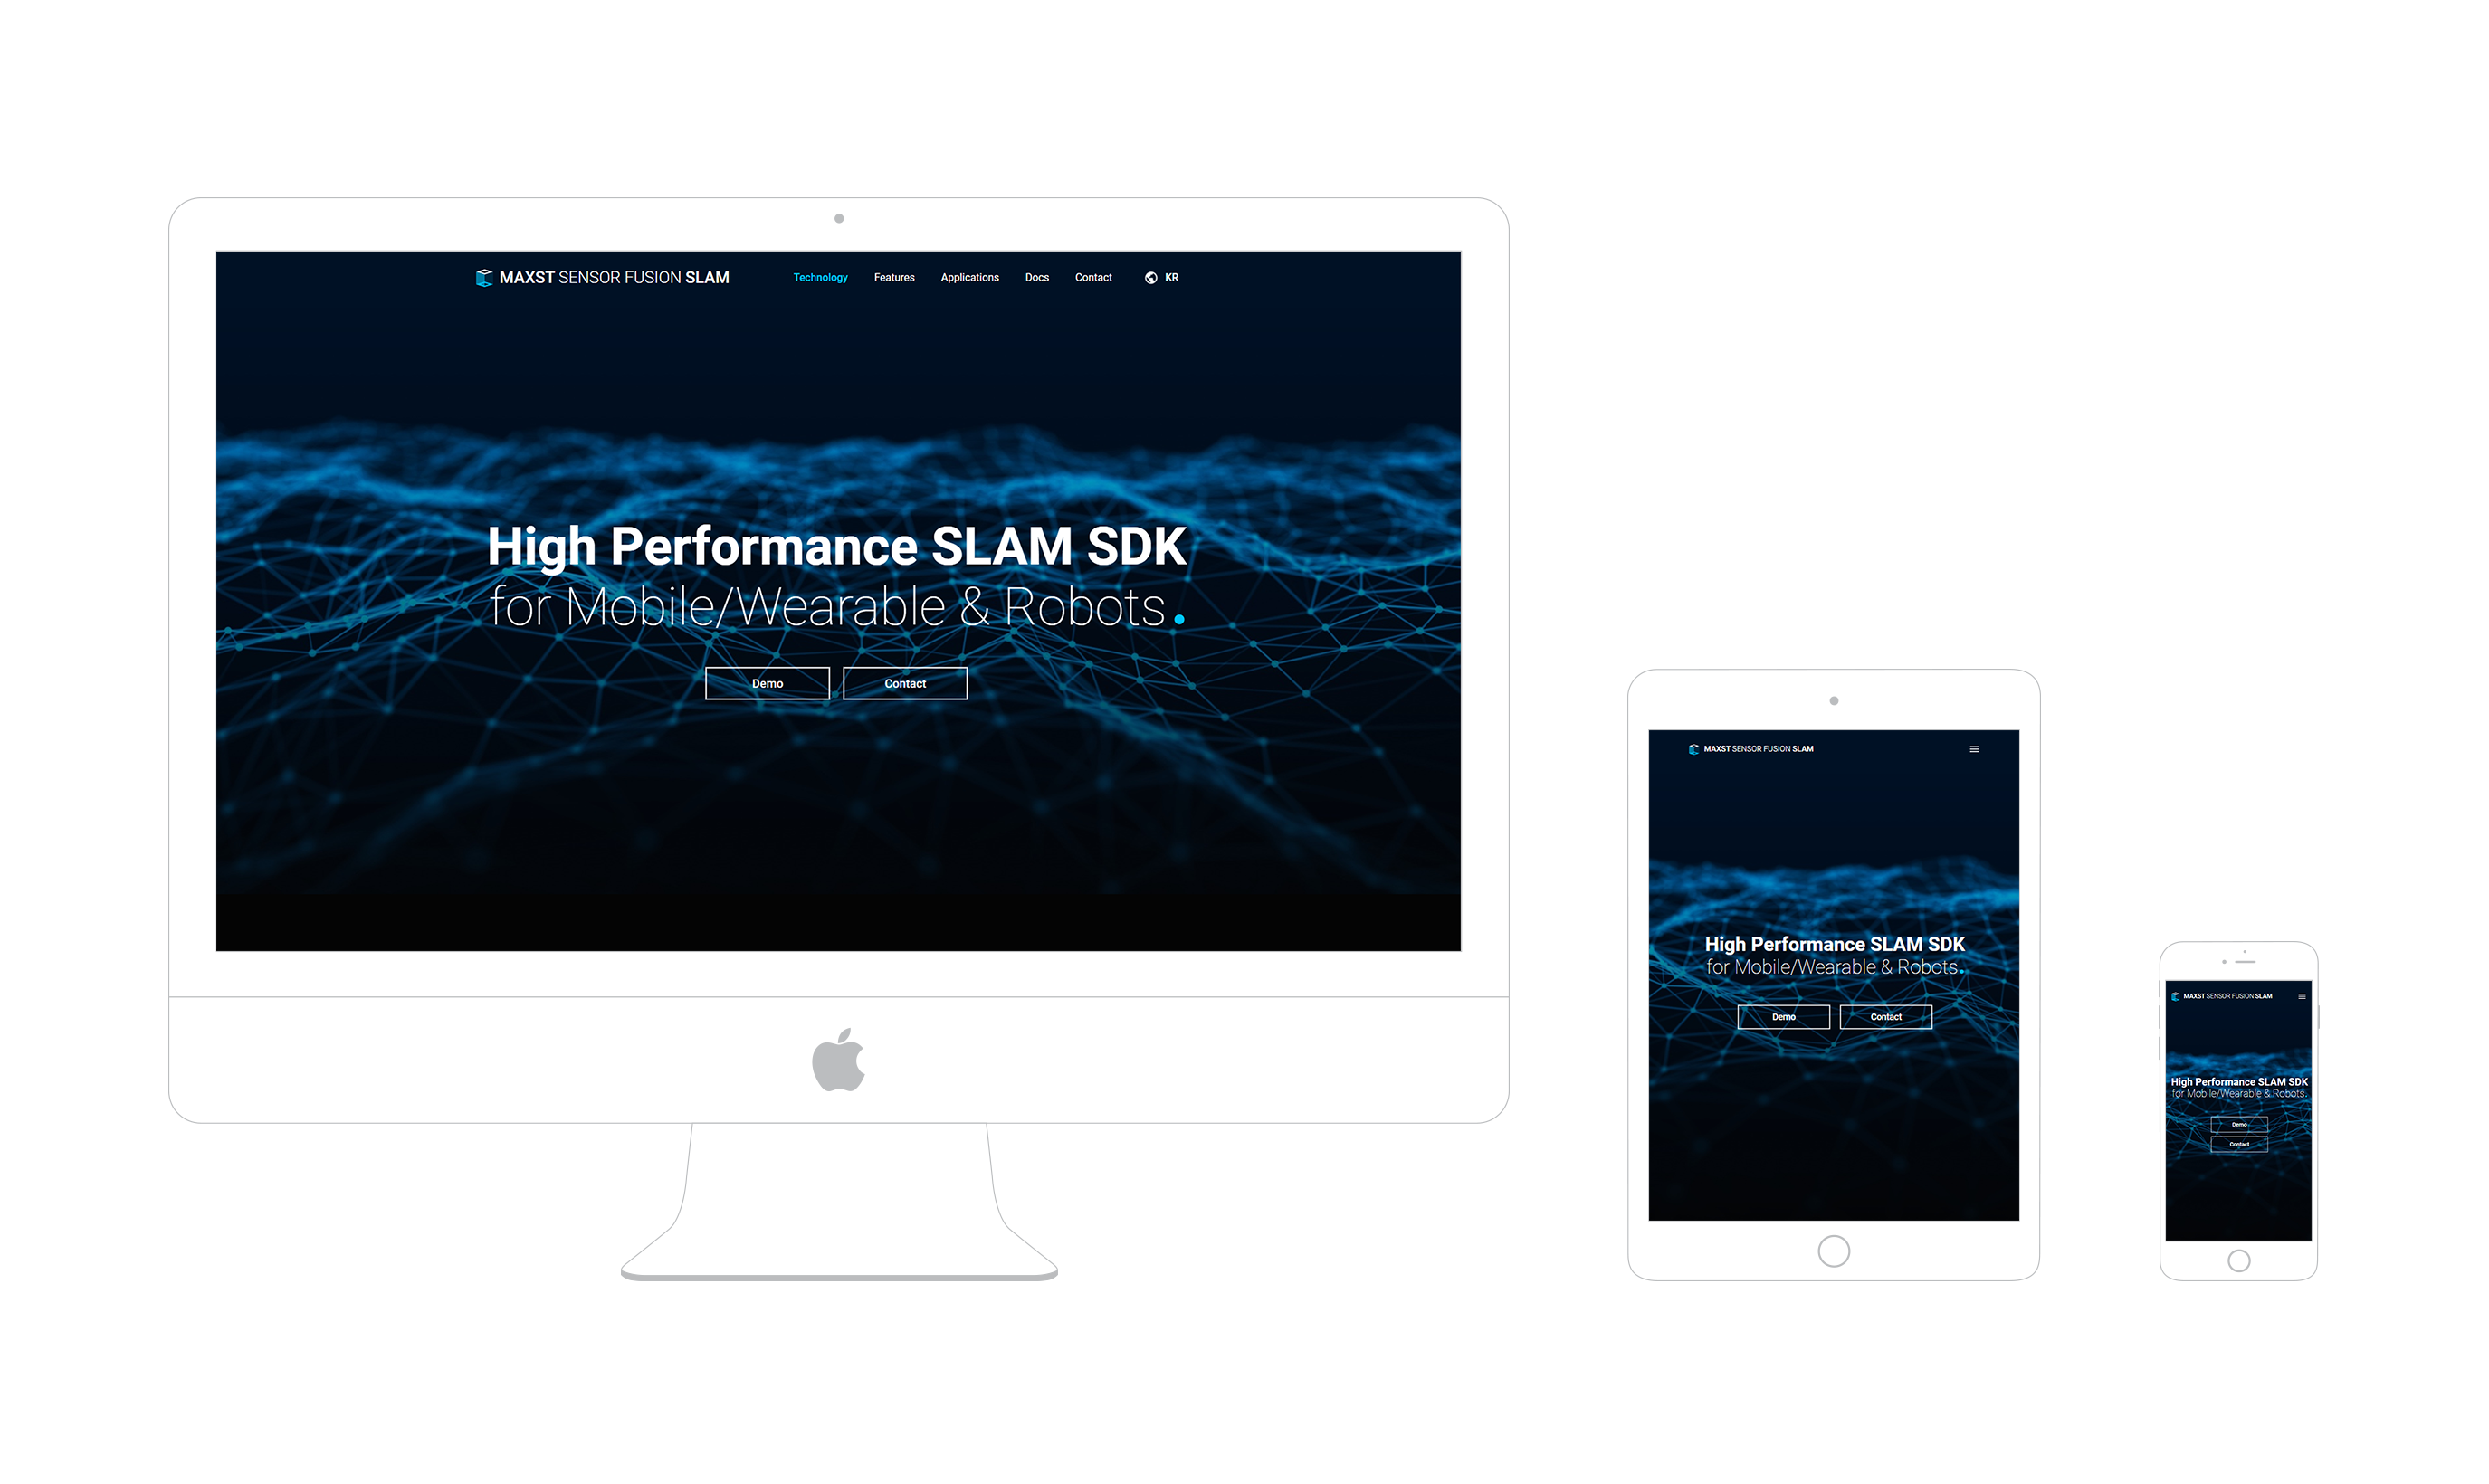 MAXST SENSOR FUSION SLAM Technology Features Applications Docs Contact KR
High Performance SLAM SDK
for Mobile/Wearable & Robots.
Demo Contact
MAXST SENSOR FUSION SLAM
High Performance SLAM SDK
for Mobile/Wearable & Robots.
Demo Contact
MAXST SENSOR FUSION SLAM
High Performance SLAM SDK
for Mobile/Wearable & Robots.
Demo
Contact